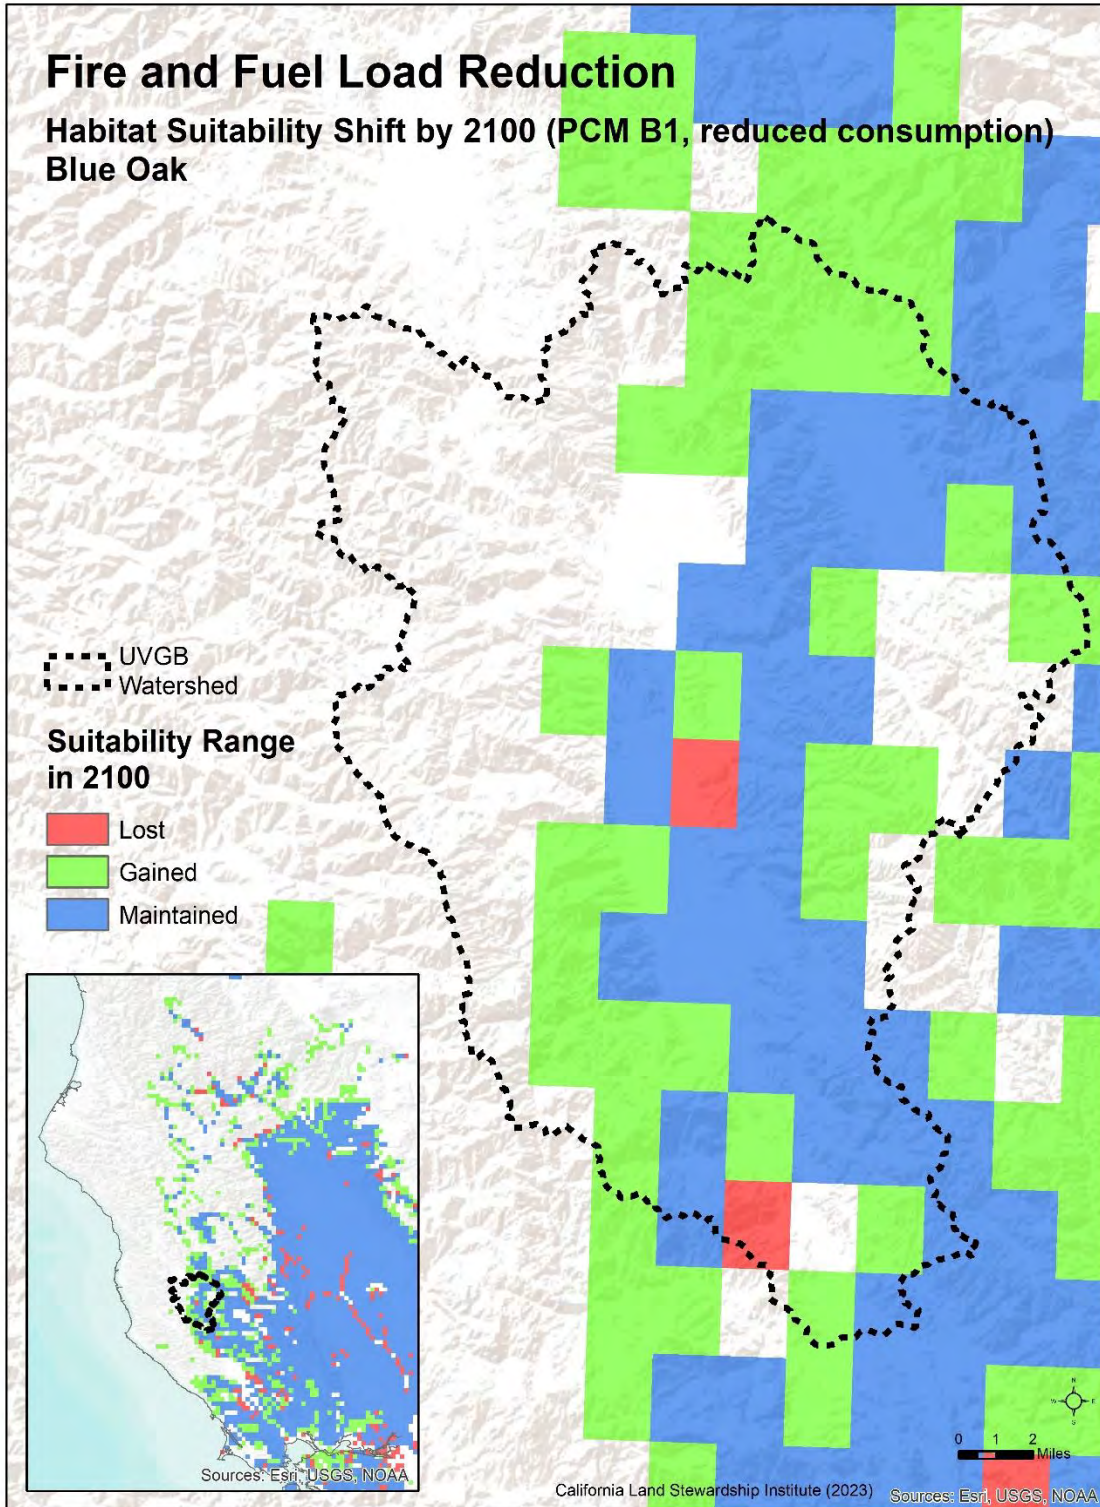 Fire and Fuel Load Reduction
Habitat Suitability Shift by 2100 (PCM B1, reduced consumption)
Blue Oak
UVGB
Watershed
Suitability Range
in 2100
Lost
Gained
Maintained
Sources: Esri, USGS, NOAA
N
W E
S
0 1 2
Miles
California Land Stewardship Institute (2023)
Sources: Esri, USGS, NOAA